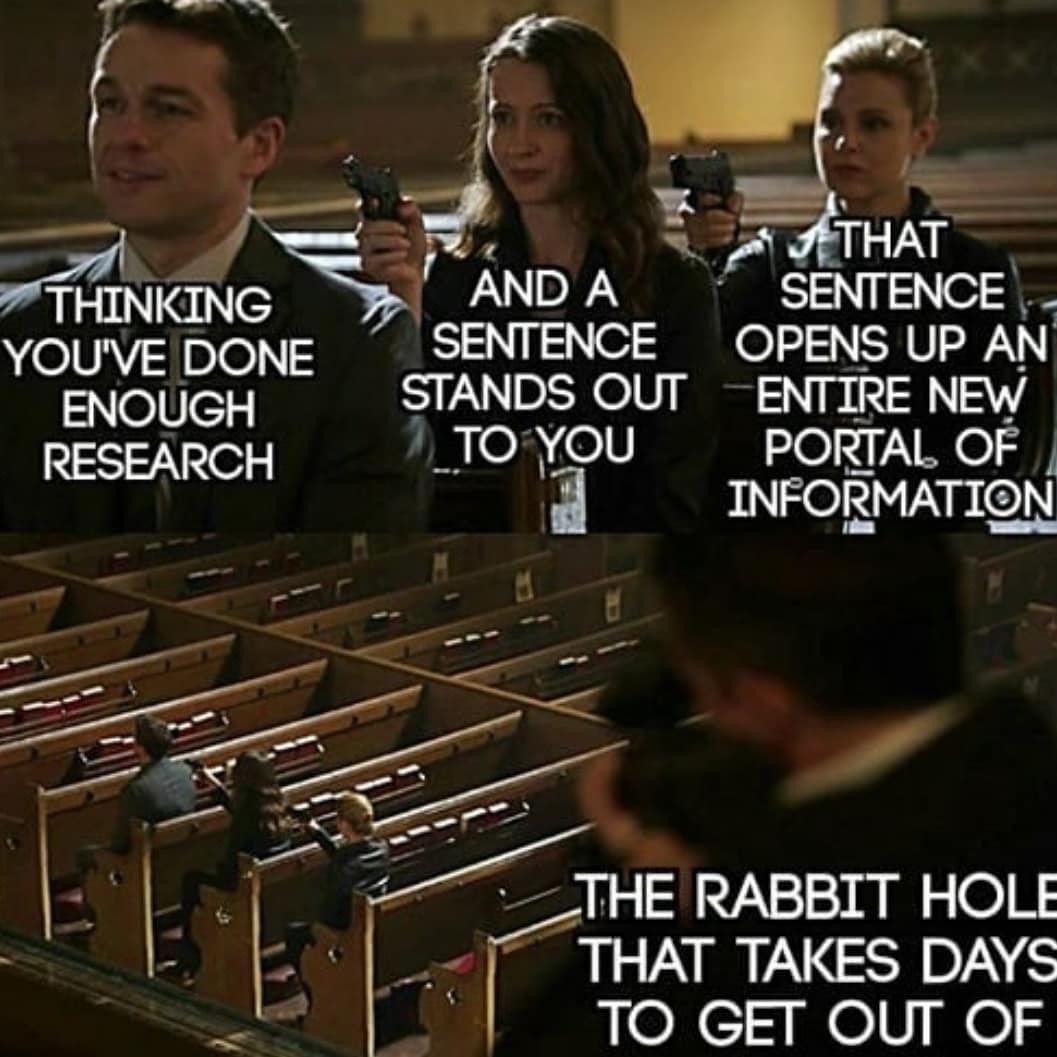 THINKING
YOU'VE DONE
ENOUGH
RESEARCH
AND A
SENTENCE
STANDS OUT
TO YOU
THAT
SENTENCE
OPENS UP AN
ENTIRE NEW
PORTAL OF
INFORMATION
THE RABBIT HOLE
THAT TAKES DAYS
TO GET OUT OF